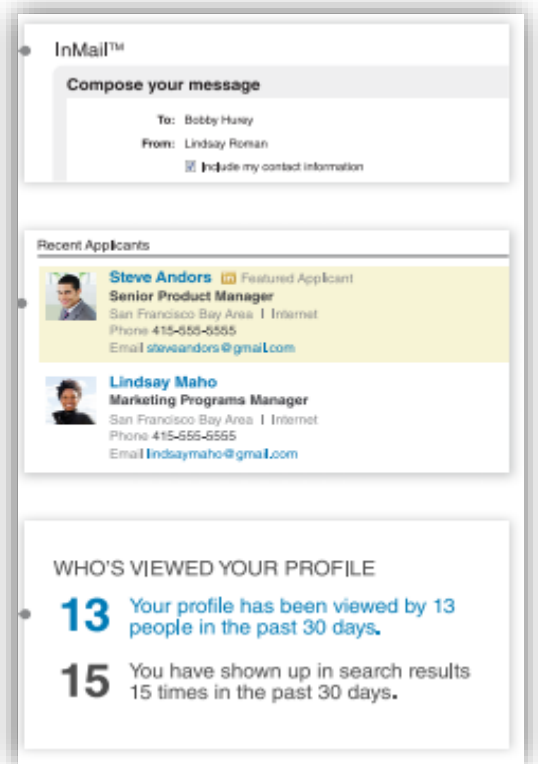 InMail™
Compose your message
To: Bobby Hurey
From: Lindsay Roman
Include my contact information
Recent Applicants
Steve Andors in Featured Applicant
Senior Product Manager
San Francisco Bay Area | Internet
Phone 415-555-5555
Email steveandors@gmail.com
Lindsay Maho
Marketing Programs Manager
San Francisco Bay Area | Internet
Phone 415-555-5555
Email lindsaymaho@gmail.com
WHO'S VIEWED YOUR PROFILE
13 Your profile has been viewed by 13
people in the past 30 days.
15 You have shown up in search results
15 times in the past 30 days.